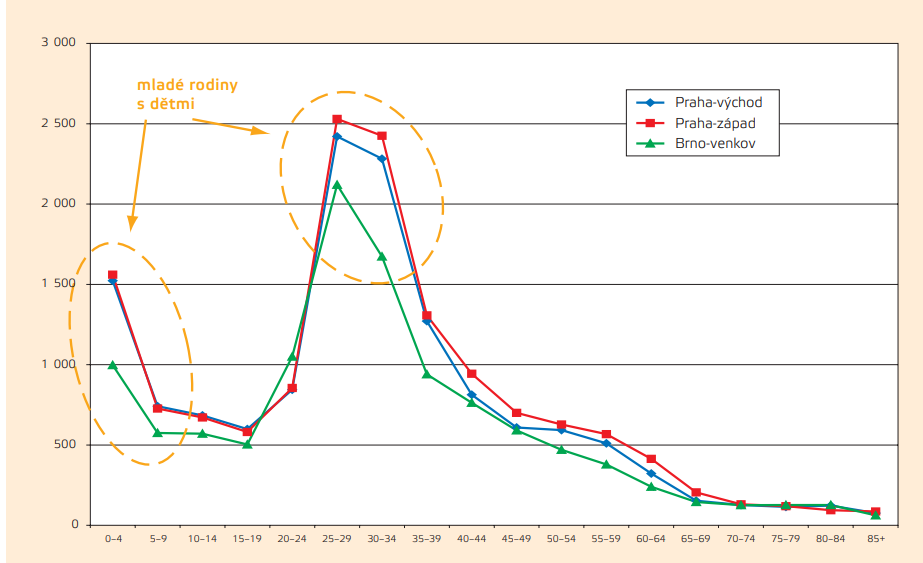 3 000
2 500
2 000
1 500
1 000
500
0
mladé rodiny
s dětmi
Praha-východ
Praha-západ
Brno-venkov
0–4 5–9 10–14 15–19 20–24 25–29 30–34 35–39 40–44 45–49 50–54 55–59 60–64 65–69 70–74 75–79 80–84 85+